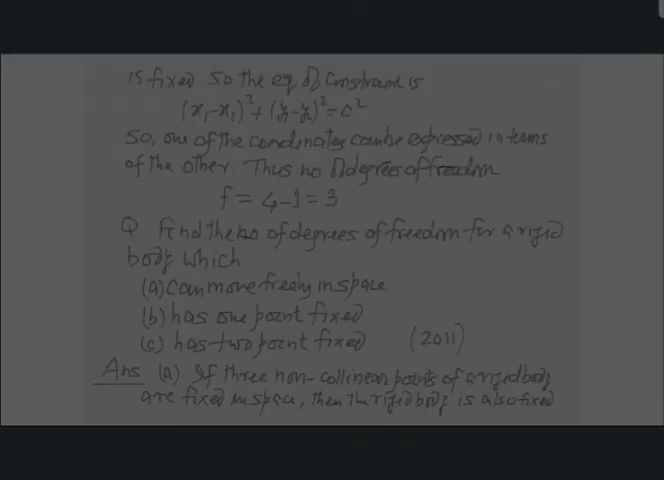 is fixed so the eq of Constraint is
(x₁-x₂)²+(y₁-y₂)²=c²
So, one of the coordinates can be expressed in terms
of the other. Thus no of degrees of freedom
f = 4-1=3
Q Find the no. of degrees of freedom for a rigid
body which
(a) can move freely in space
(b) has one point fixed
(c) has two point fixed (2011)
Ans. (a) If three non-collinear points of a rigid body
are fixed in space, then the rigid body is also fixed